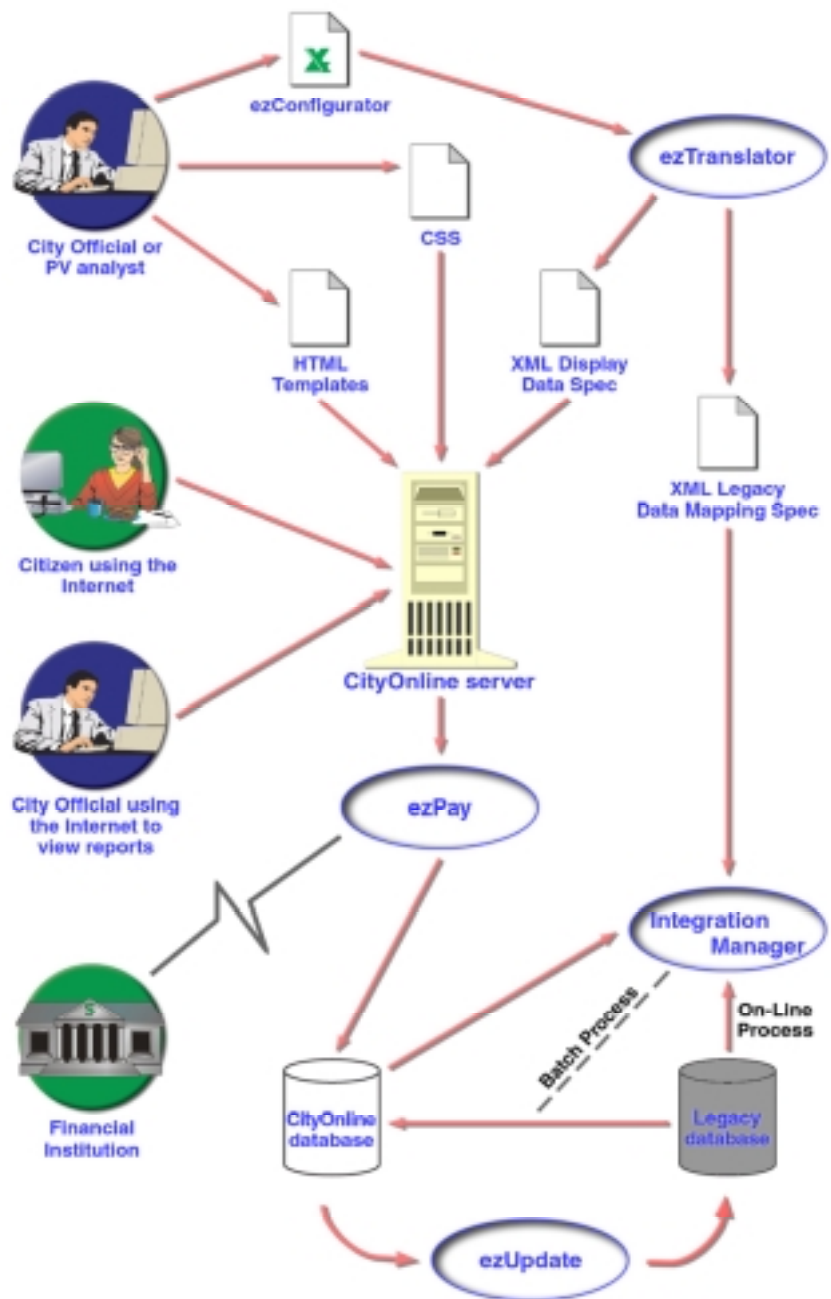 ezConfigurator
ezTranslator
City Official or
PV analyst
CSS
HTML
Templates
XML Display
Data Spec
XML Legacy
Data Mapping Spec
Citizen using the
Internet
CityOnline server
City Official using
the Internet to
view reports
ezPay
Integration
Manager
Batch Process
On-Line
Process
$
Financial
Institution
CityOnline
database
Legacy
database
ezUpdate